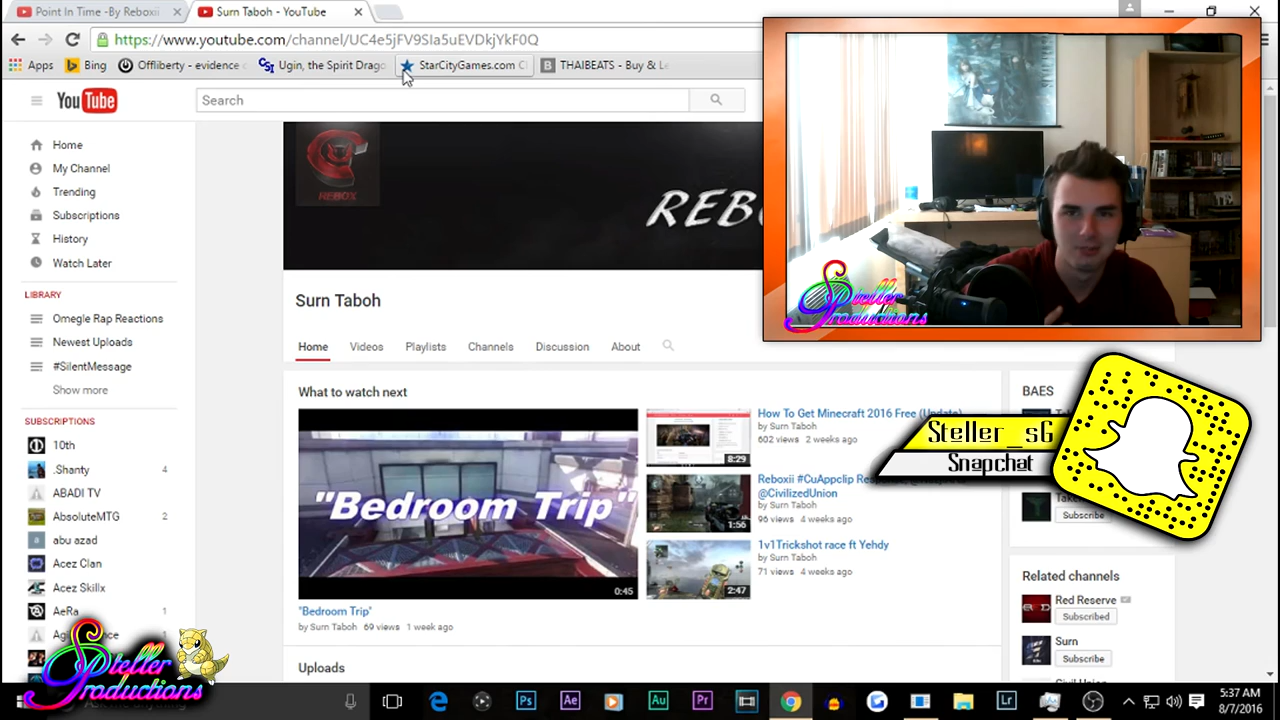 Point In Time -By Reboxii
Surn Taboh - YouTube
https://www.youtube.com/channel/UC4e5jFV9SIa5uEVDkjYkF0Q
Apps
Bing
Offliberty - evidence
Ugin, the Spirit Drago
StarCityGames.com
THAIBEATS - Buy & Le
YouTube
Search
Home
My Channel
Trending
Subscriptions
History
Watch Later
LIBRARY
Omegle Rap Reactions
Newest Uploads
#SilentMessage
Show more
SUBSCRIPTIONS
10th
.Shanty 4
ABADI TV
AbsoluteMTG 2
abu azad
Acez Clan
Acez Skillx
AeRa 1
REBOX
REBO
Surn Taboh
Home
Videos
Playlists
Channels
Discussion
About
What to watch next
"Bedroom Trip"
0:45
"Bedroom Trip"
by Surn Taboh 69 views 1 week ago
How To Get Minecraft 2016 Free (Update)
by Surn Taboh
602 views 2 weeks ago
8:29
Reboxii #CuAppclip
@CivilizedUnion
by Surn Taboh
96 views 4 weeks ago
1:56
1v1Trickshot race ft Yehdy
by Surn Taboh
71 views 4 weeks ago
2:47
Uploads
BAES
Subscribe
Related channels
Red Reserve
Subscribed
Surn
Subscribe
Steller Productions
Steller_sG
Snapchat
Steller Productions
Ps
Ae
Au
Pr
Lr
5:37 AM
8/7/2016